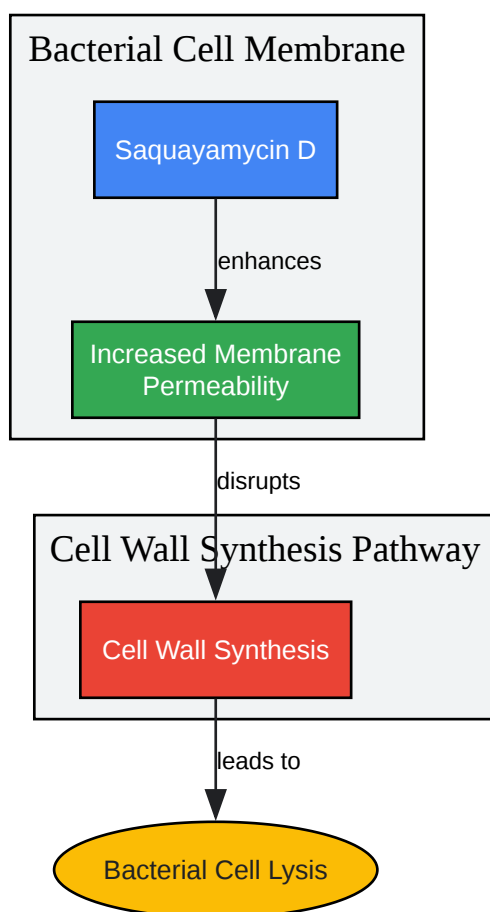 Bacterial Cell Membrane
Saquayamycin D
enhances
Increased Membrane
Permeability
disrupts
Cell Wall Synthesis Pathway
Cell Wall Synthesis
leads to
Bacterial Cell Lysis